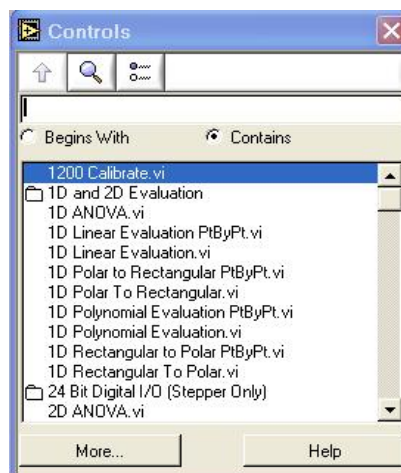 Controls
Begins With
Contains
1200 Calibrate.vi
1D and 2D Evaluation
1D ANOVA.vi
1D Linear Evaluation PtByPt.vi
1D Linear Evaluation.vi
1D Polar to Rectangular PtByPt.vi
1D Polar To Rectangular.vi
1D Polynomial Evaluation PtByPt.vi
1D Polynomial Evaluation.vi
1D Rectangular to Polar PtByPt.vi
1D Rectangular To Polar.vi
24 Bit Digital I/O (Stepper Only)
2D ANOVA.vi
More...
Help